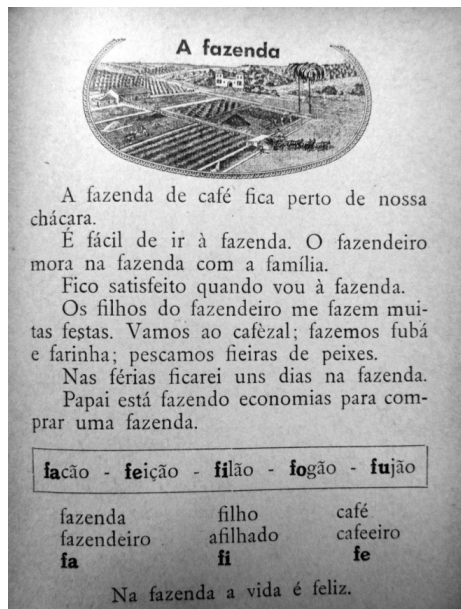 A fazenda
A fazenda de café fica perto de nossa
chácara.
É fácil de ir à fazenda. O fazendeiro
mora na fazenda com a família.
Fico satisfeito quando vou à fazenda.
Os filhos do fazendeiro me fazem mui-
tas festas. Vamos ao cafèzal; fazemos fubá
e farinha; pescamos fieiras de peixes.
Nas férias ficarei uns dias na fazenda.
Papai está fazendo economias para com-
prar uma fazenda.
facão - feição - filão - fogão - fujão
fazenda filho café
fazendeiro afilhado cafeeiro
fa fi fe
Na fazenda a vida é feliz.